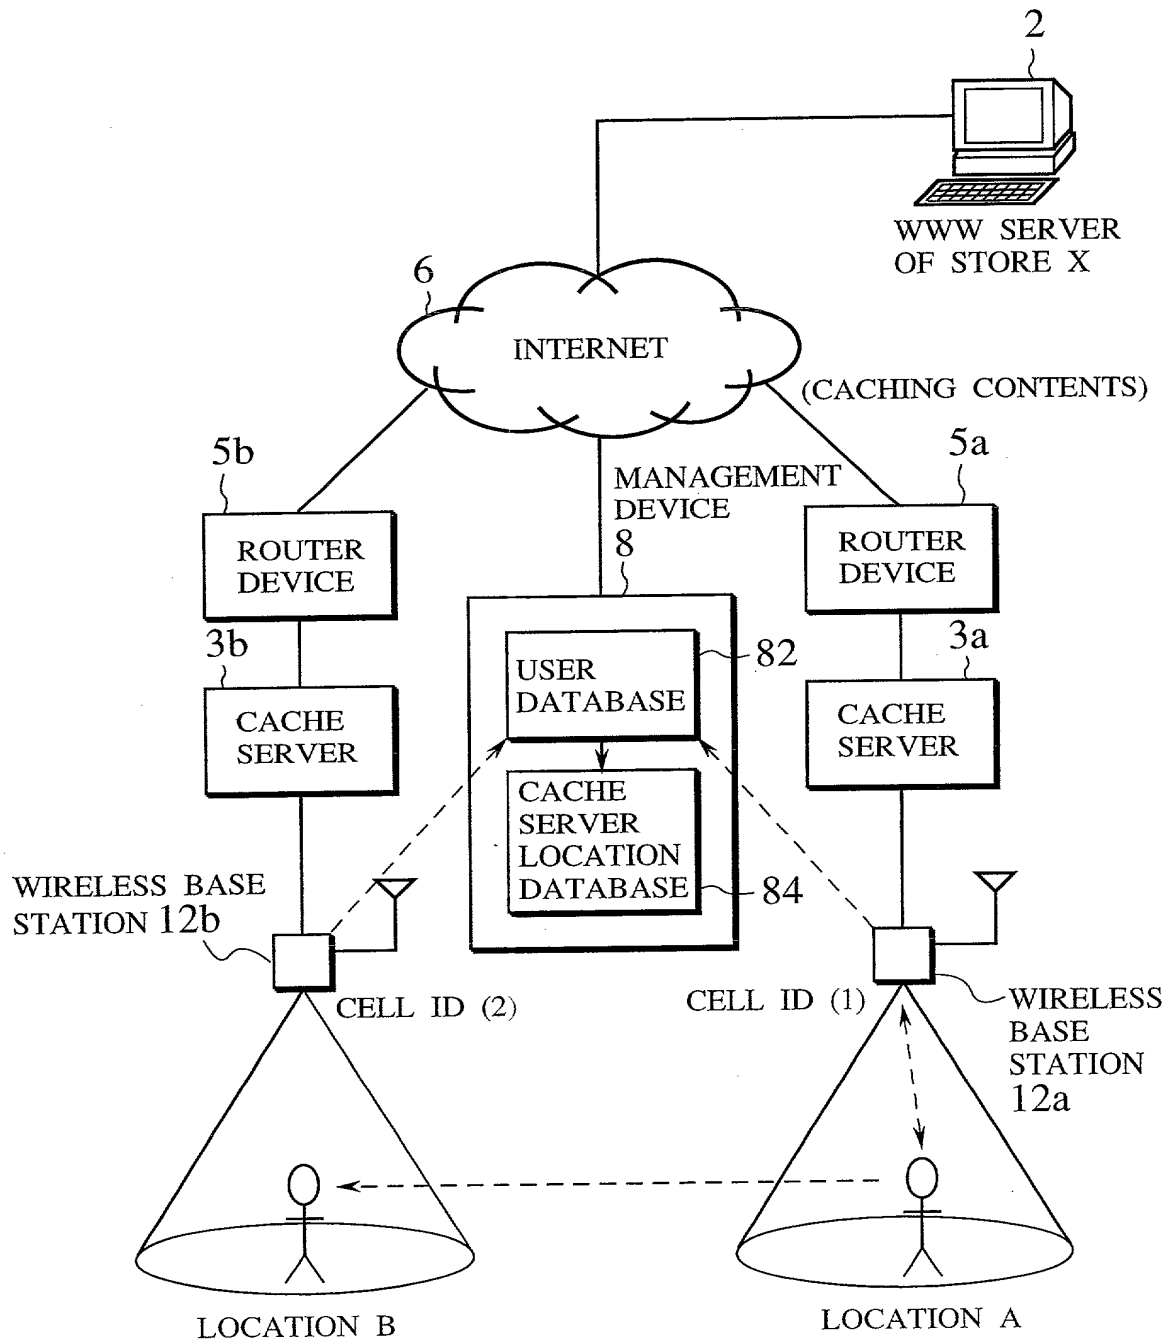 2
WWW SERVER
OF STORE X
6
INTERNET
(CACHING CONTENTS)
5b
5a
MANAGEMENT
DEVICE
8
ROUTER
DEVICE
ROUTER
DEVICE
3b
3a
82
USER
DATABASE
CACHE
SERVER
CACHE
SERVER
CACHE
SERVER
LOCATION
DATABASE
84
WIRELESS BASE
STATION 12b
CELL ID (2)
CELL ID (1)
WIRELESS
BASE
STATION
12a
LOCATION B
LOCATION A